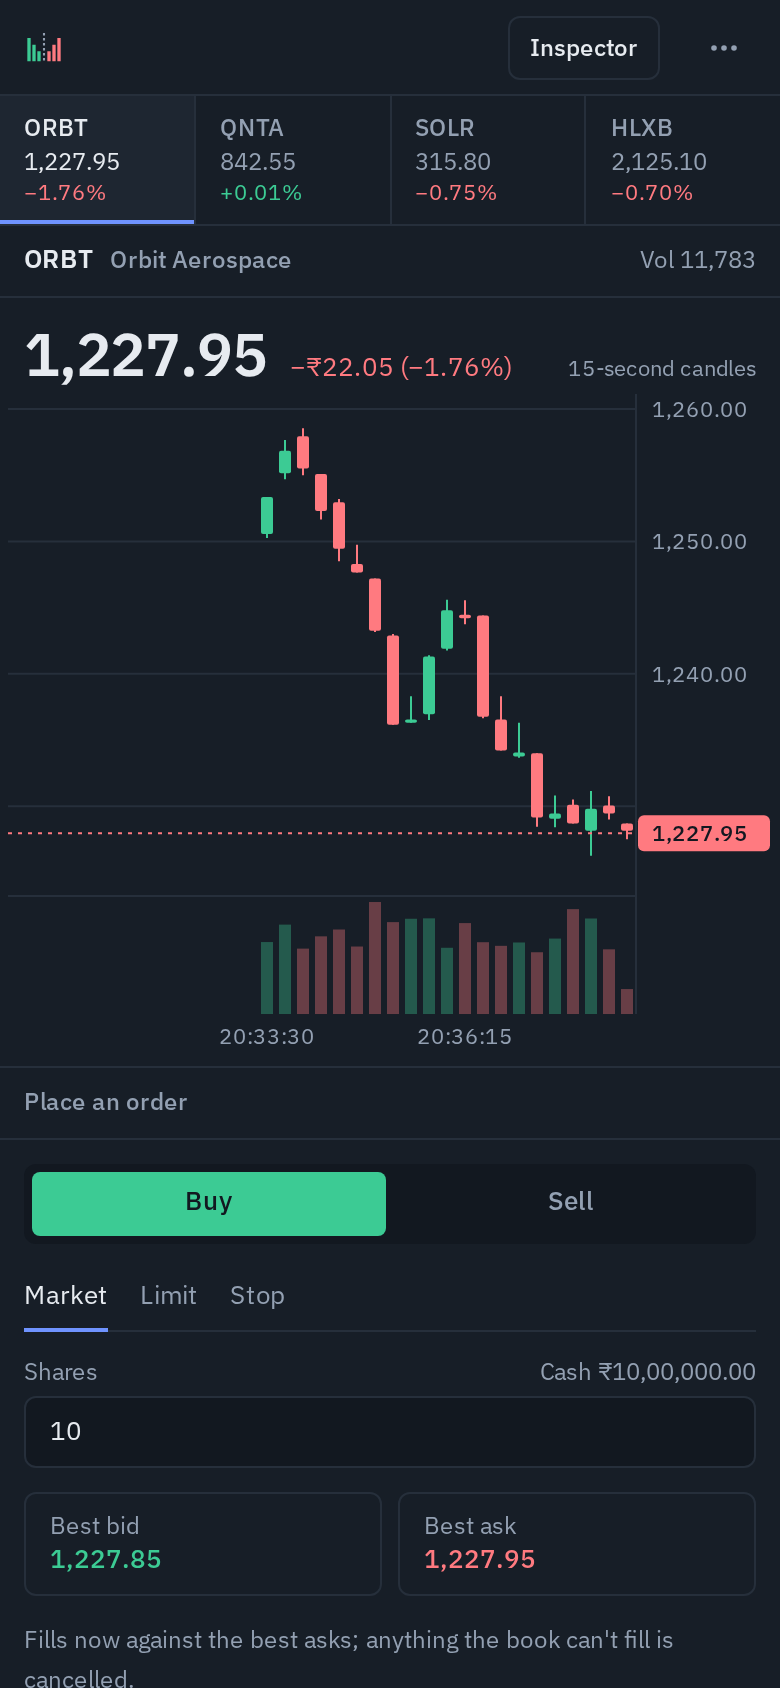 Inspector
ORBT QNTA SOLR HLXB
1,227.95 842.55 315.80 2,125.10
−1.76% +0.01% −0.75% −0.70%
ORBT Orbit Aerospace Vol 11,783
1,227.95 −₹22.05 (−1.76%) 15-second candles
1,260.00
1,250.00
1,240.00
1,227.95
20:33:30 20:36:15
Place an order
Buy Sell
Market Limit Stop
Shares Cash ₹10,00,000.00
10
Best bid Best ask
1,227.85 1,227.95
Fills now against the best asks; anything the book can't fill is
cancelled.